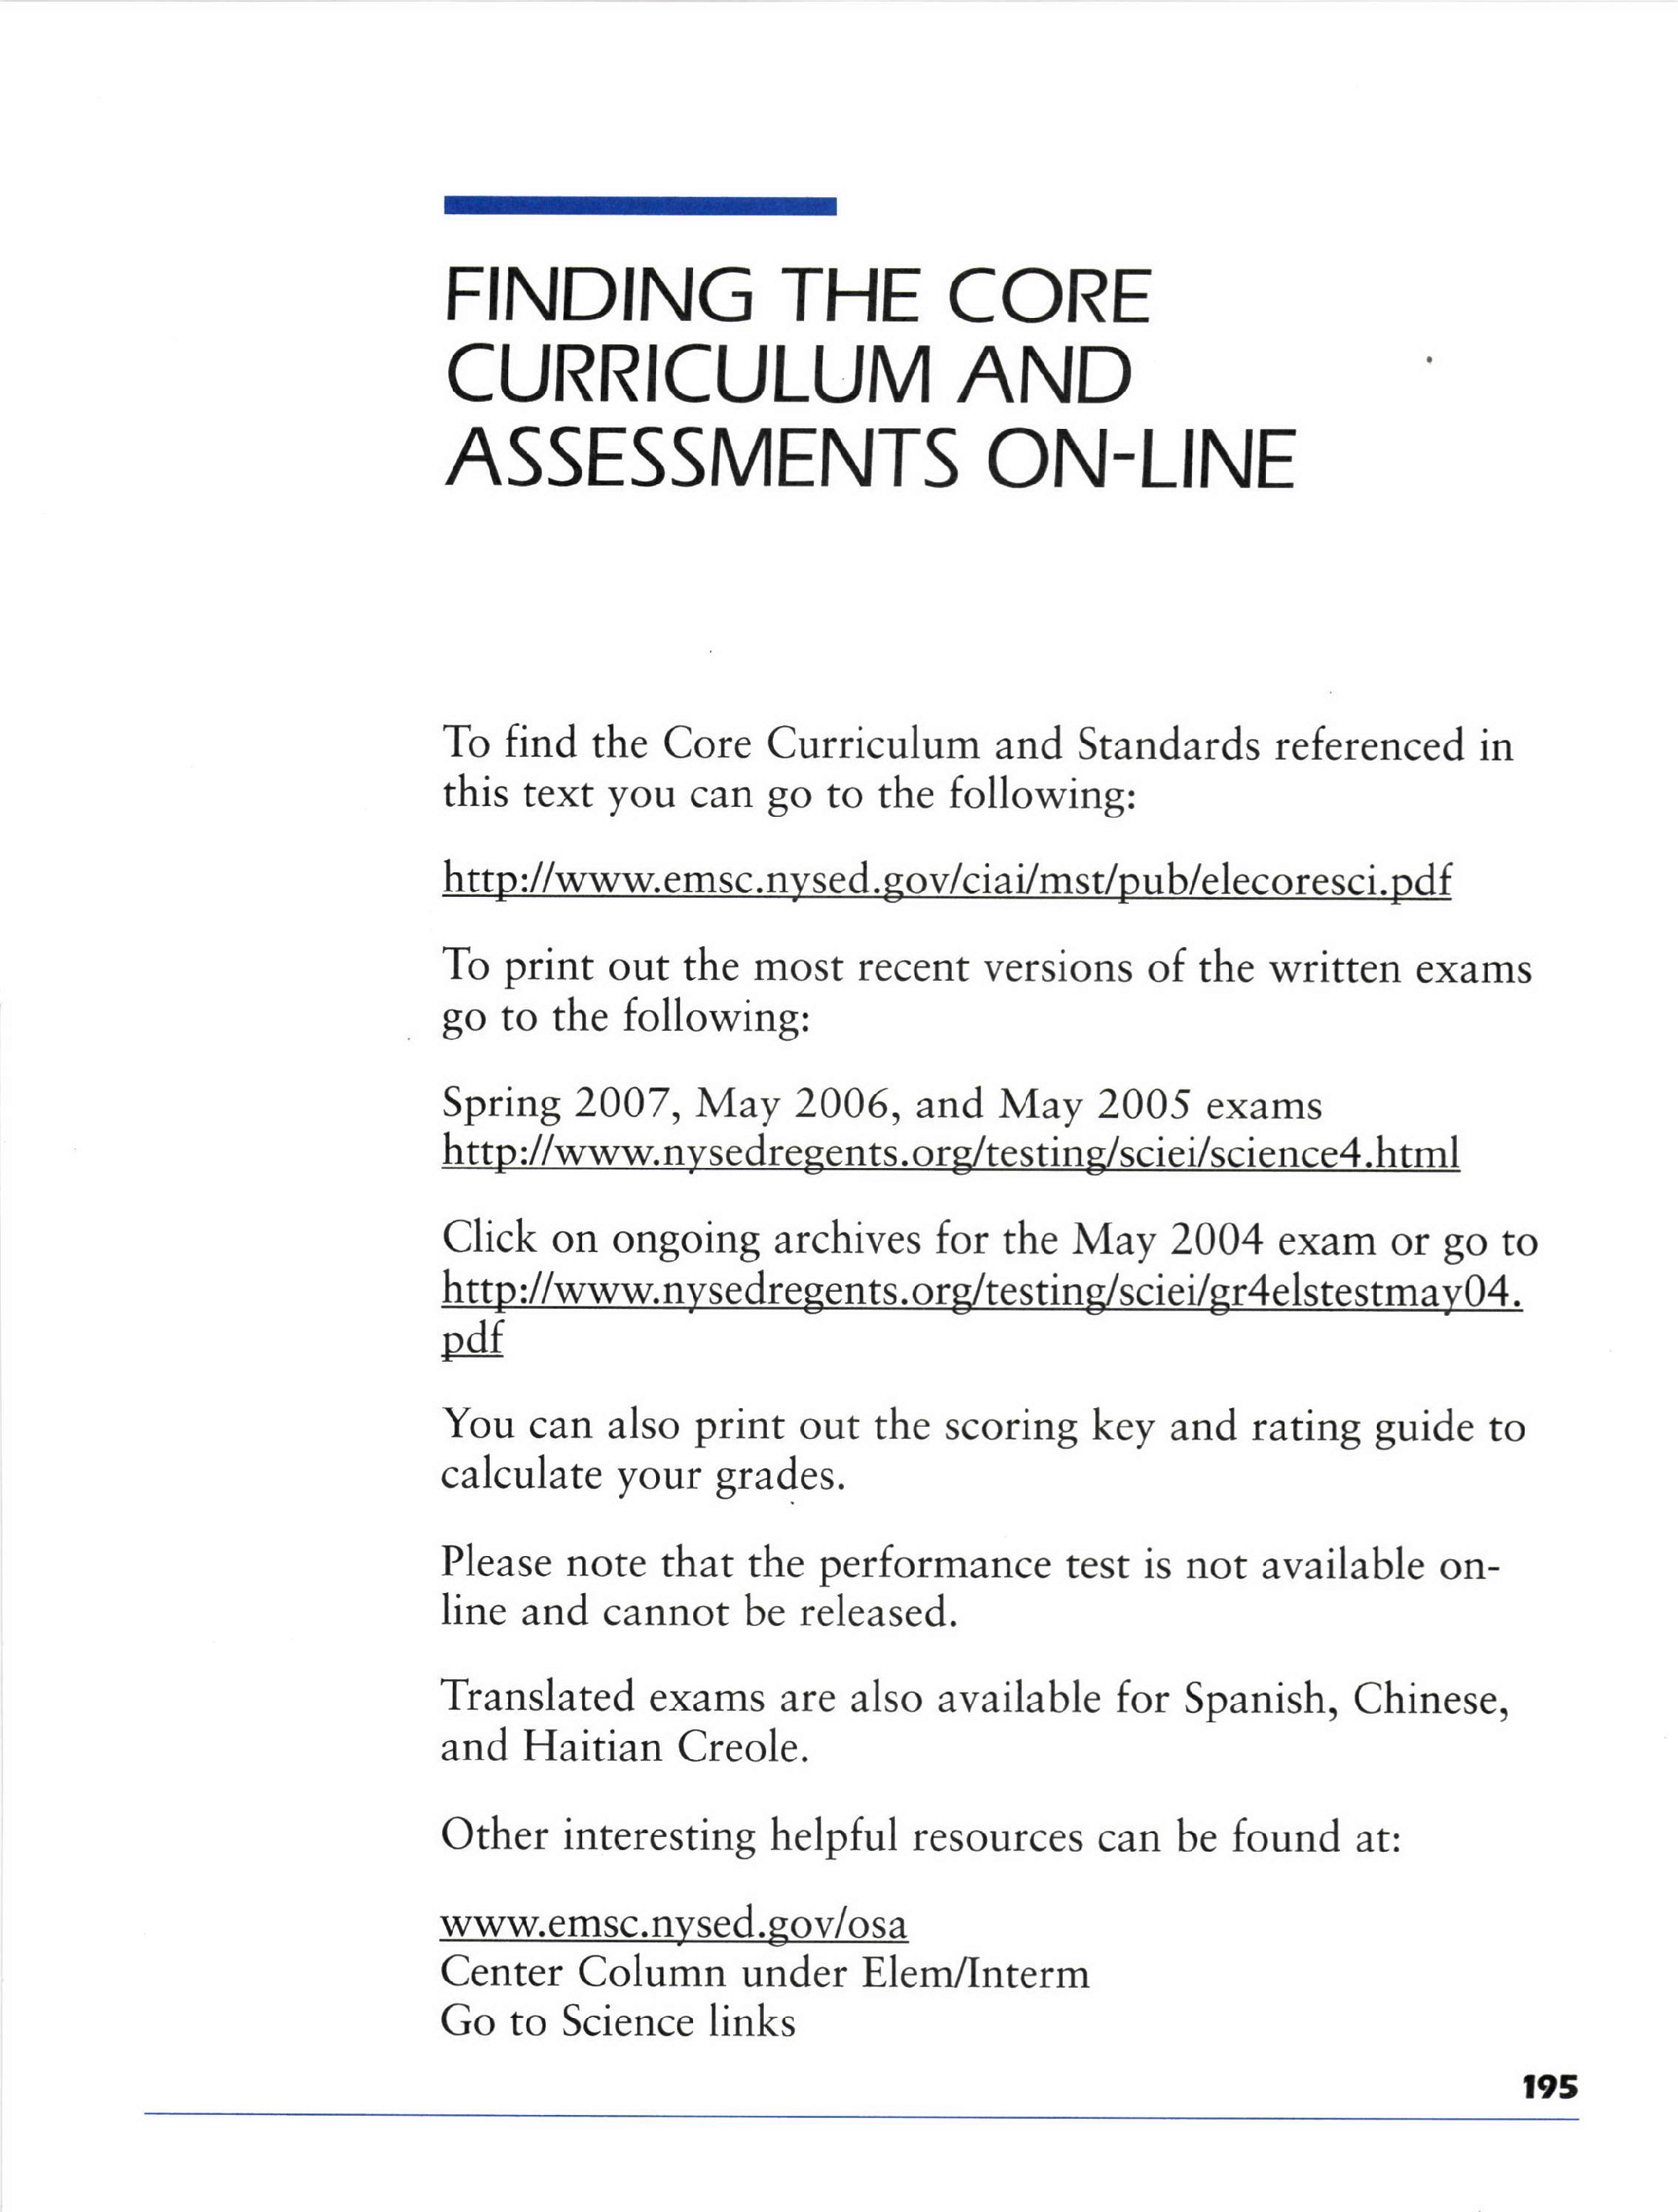 FINDING THE CORE
CURRICULUM AND
ASSESSMENTS ON-LINE
To find the Core Curriculum and Standards referenced in
this text you can go to the following:
http://www.emsc.nysed.gov/ciai/mst/pub/elecoresci.pdf
To print out the most recent versions of the written exams
go to the following:
Spring 2007, May 2006, and May 2005 exams
http://www.nysedregents.org/testing/sciei/science4.html
Click on ongoing archives for the May 2004 exam or go to
http://www.nysedregents.org/testing/sciei/gr4elstestmay04.
pdf
You can also print out the scoring key and rating guide to
calculate your grades.
Please note that the performance test is not available on-
line and cannot be released.
Translated exams are also available for Spanish, Chinese,
and Haitian Creole.
Other interesting helpful resources can be found at:
www.emsc.nysed.gov/osa
Center Column under Elem/Interm
Go to Science links
195